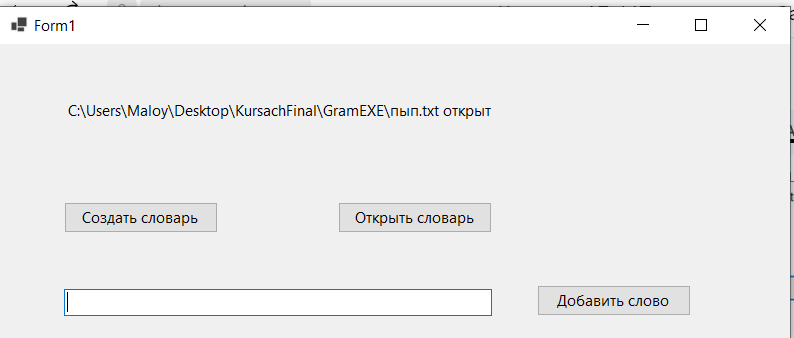 Form1
C:\Users\Maloy\Desktop\KursachFinal\GramEXE\пып.txt открыт
Создать словарь
Открыть словарь
Добавить слово